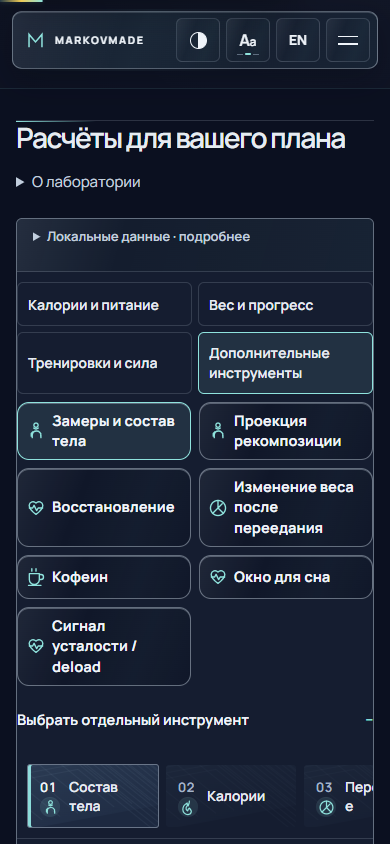 MARKOVMADE
Aa
EN
Расчёты для вашего плана
О лаборатории
Локальные данные · подробнее
Калории и питание
Вес и прогресс
Тренировки и сила
Дополнительные
инструменты
Замеры и состав
тела
Проекция
рекомпозиции
Восстановление
Изменение веса
после
переедания
Кофеин
Окно для сна
Сигнал
усталости /
deload
Выбрать отдельный инструмент
01 Состав
тела
02 Калории
03 Пере
е